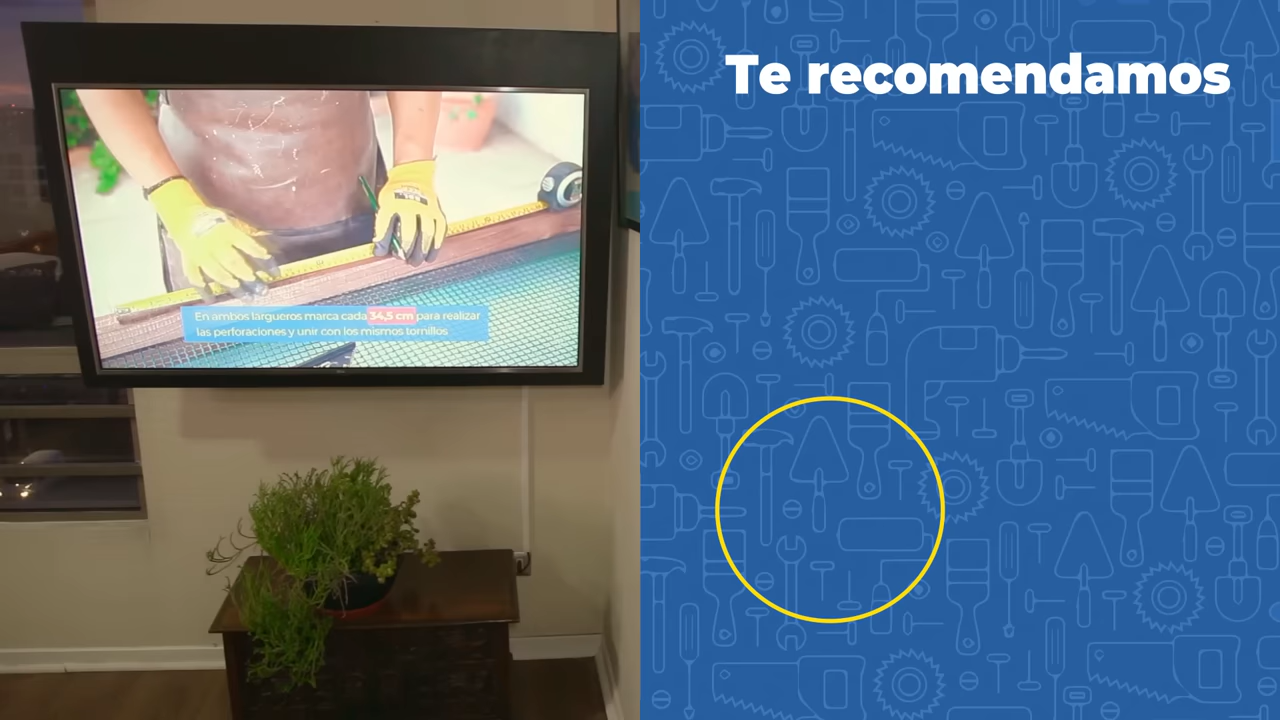 En ambos largueros marca cada 34,5 cm para realizar
las perforaciones y unir con los mismos tornillos
Te recomendamos